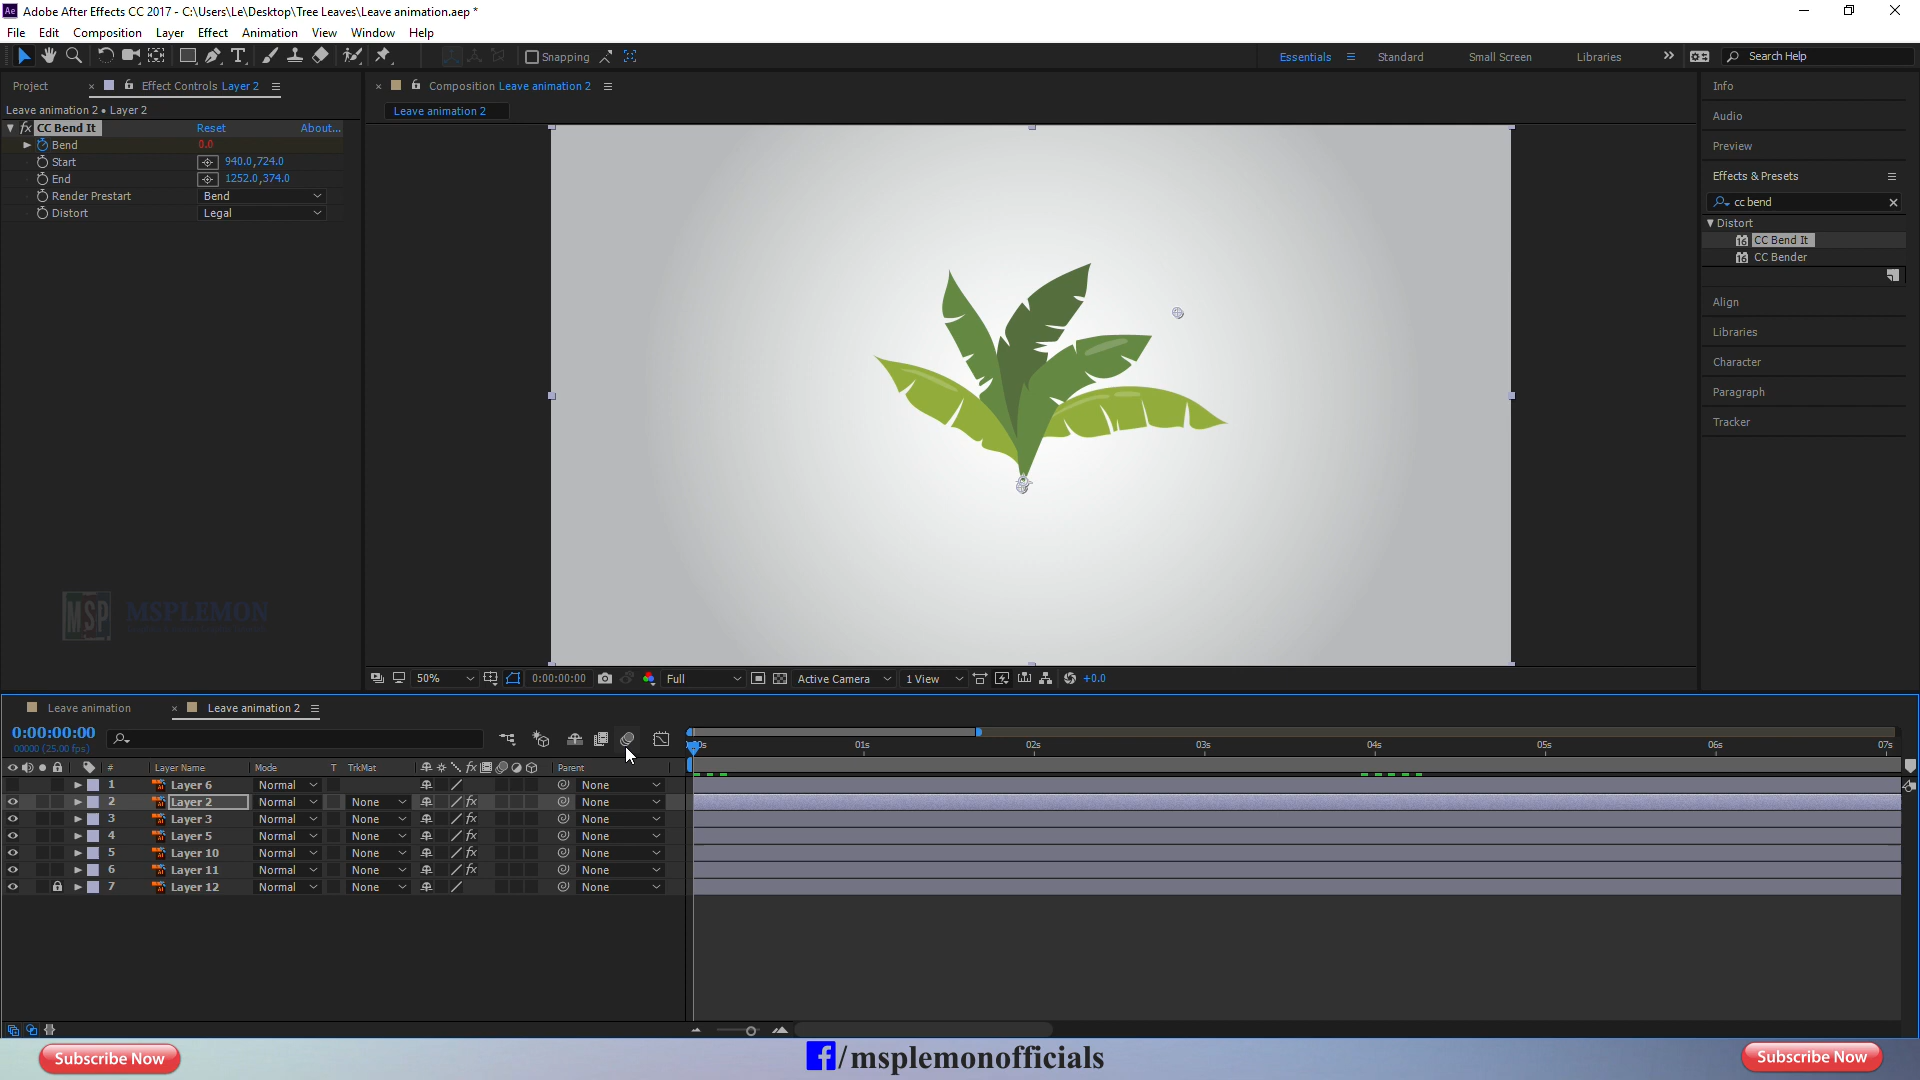 Adobe After Effects CC 2017 - C:\Users\Le\Desktop\Tree Leaves\Leave animation.aep *
File Edit Composition Layer Effect Animation View Window Help
Snapping Essentials Standard Small Screen Libraries Search Help
Project Effect Controls Layer 2
Composition Leave animation 2
Leave animation 2 • Layer 2
Leave animation 2
fx CC Bend It Reset About...
Bend 0.0
Start 940.0,724.0
End 1252.0,374.0
Render Prestart Bend
Distort Legal
MSP MSPLEMON
Info
Audio
Preview
Effects & Presets
cc bend
Distort
CC Bend It
CC Bender
Align
Libraries
Character
Paragraph
Tracker
50% 0:00:00:00 Full Active Camera 1 View +0.0
Leave animation Leave animation 2
0:00:00:00
00000 (25.00 fps)
01s 02s 03s 04s 05s 06s 07s
# Layer Name Mode T TrkMat Parent
1 Layer 6 Normal None
2 Layer 2 Normal None None
3 Layer 3 Normal None None
4 Layer 5 Normal None None
5 Layer 10 Normal None None
6 Layer 11 Normal None None
7 Layer 12 Normal None None
Subscribe Now f/msplemonofficials Subscribe Now